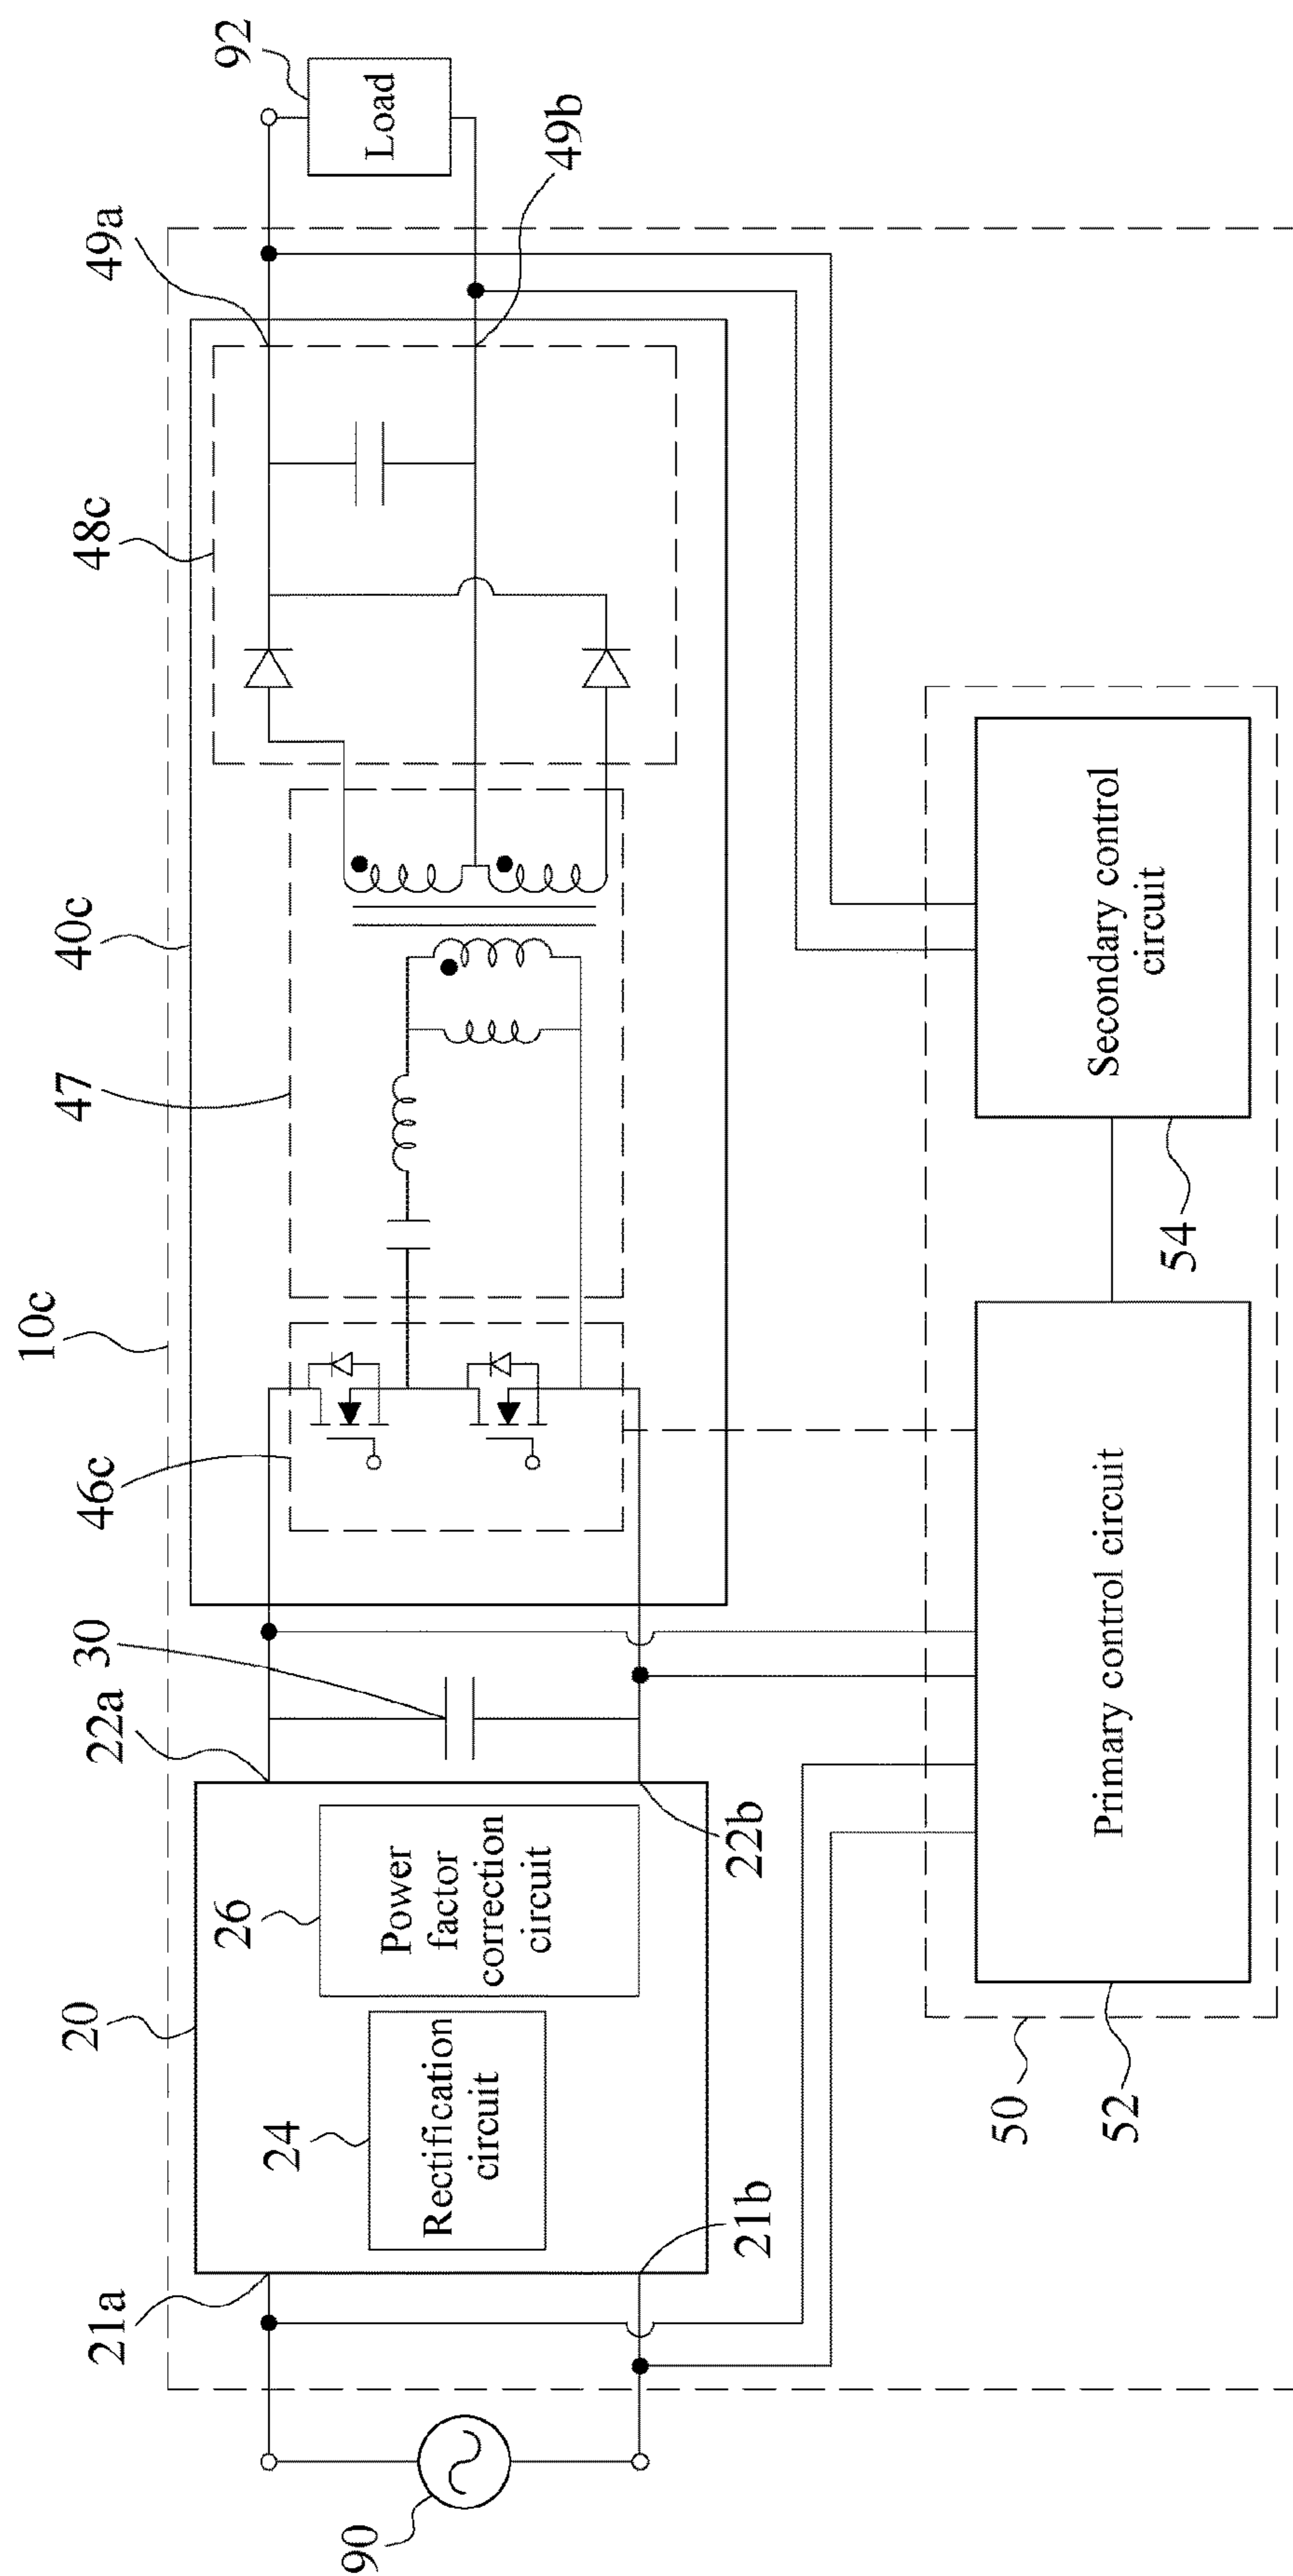 10c
40c
47
48c
49a
92
Load
49b
46c
30
22a
20
26
Power
factor
correction
circuit
24
Rectification
circuit
21a
21b
22b
90
50
52
Primary control circuit
54
Secondary control
circuit